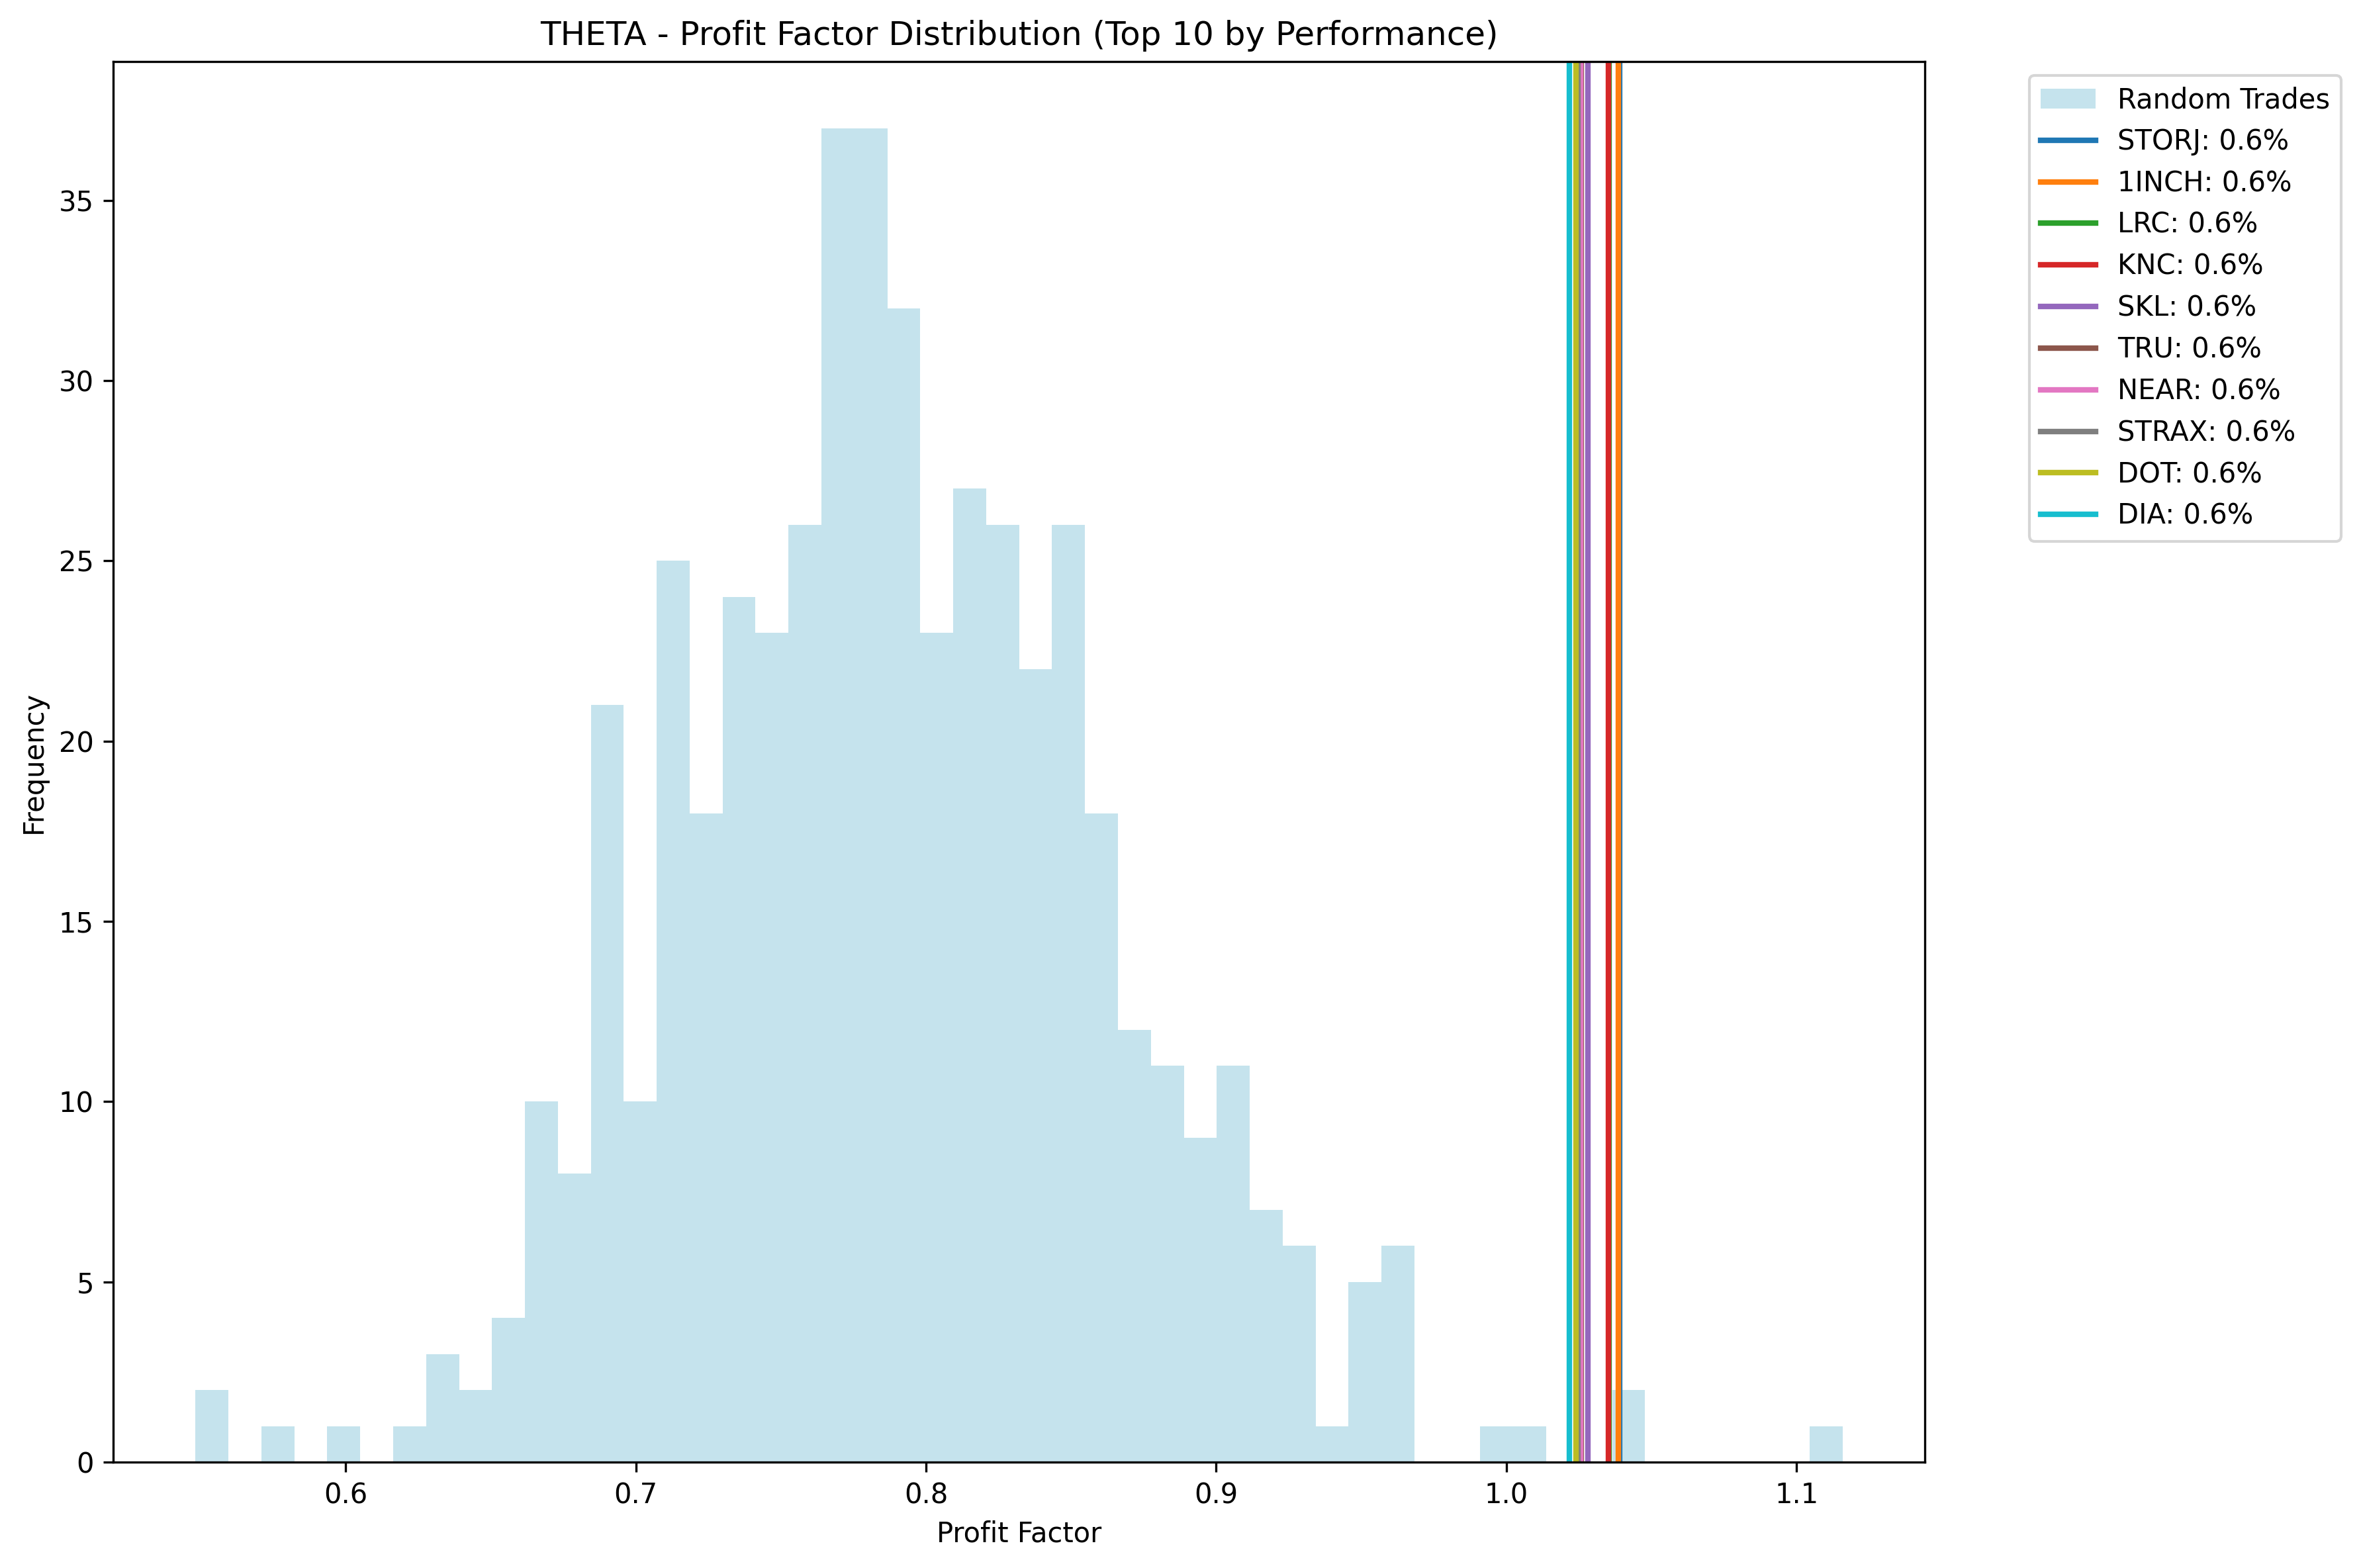 THETA - Profit Factor Distribution (Top 10 by Performance)
Frequency
35
30
25
20
15
10
5
0
0.6 0.7 0.8 0.9 1.0 1.1
Profit Factor
Random Trades
STORJ: 0.6%
1INCH: 0.6%
LRC: 0.6%
KNC: 0.6%
SKL: 0.6%
TRU: 0.6%
NEAR: 0.6%
STRAX: 0.6%
DOT: 0.6%
DIA: 0.6%